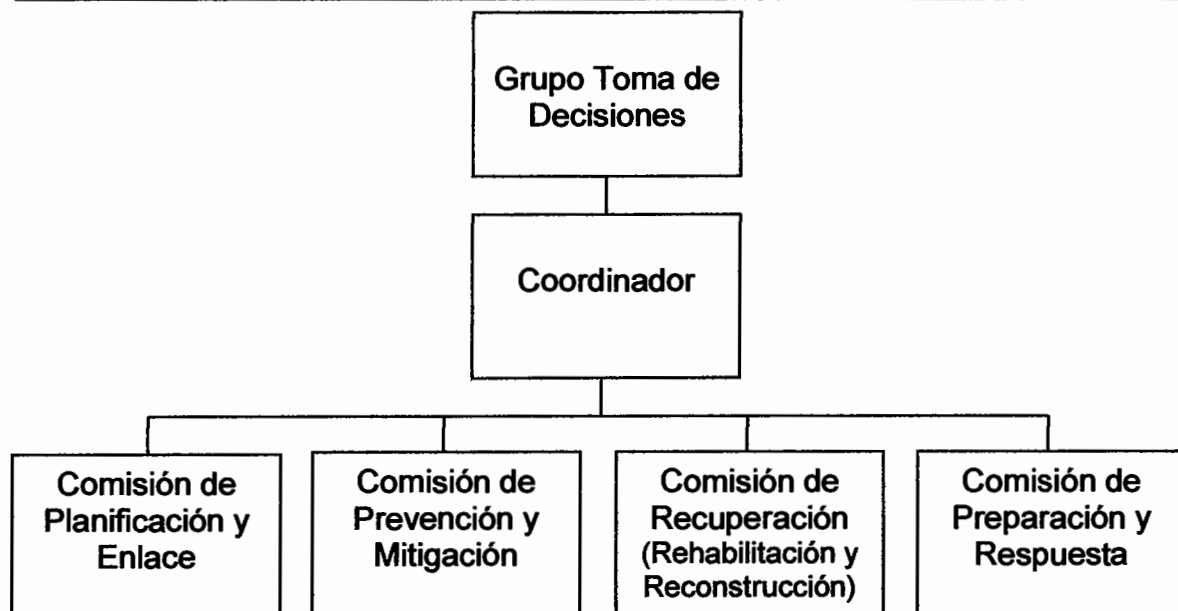 Grupo Toma de
Decisiones
Coordinador
Comisión de
Planificación y
Enlace
Comisión de
Prevención y
Mitigación
Comisión de
Recuperación
(Rehabilitación y
Reconstrucción)
Comisión de
Preparación y
Respuesta